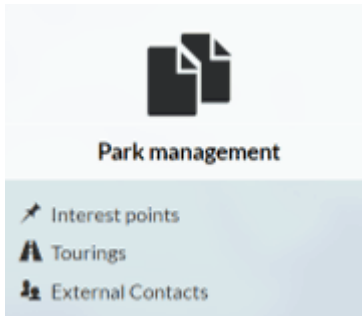 Park management
Interest points
Tourings
External Contacts